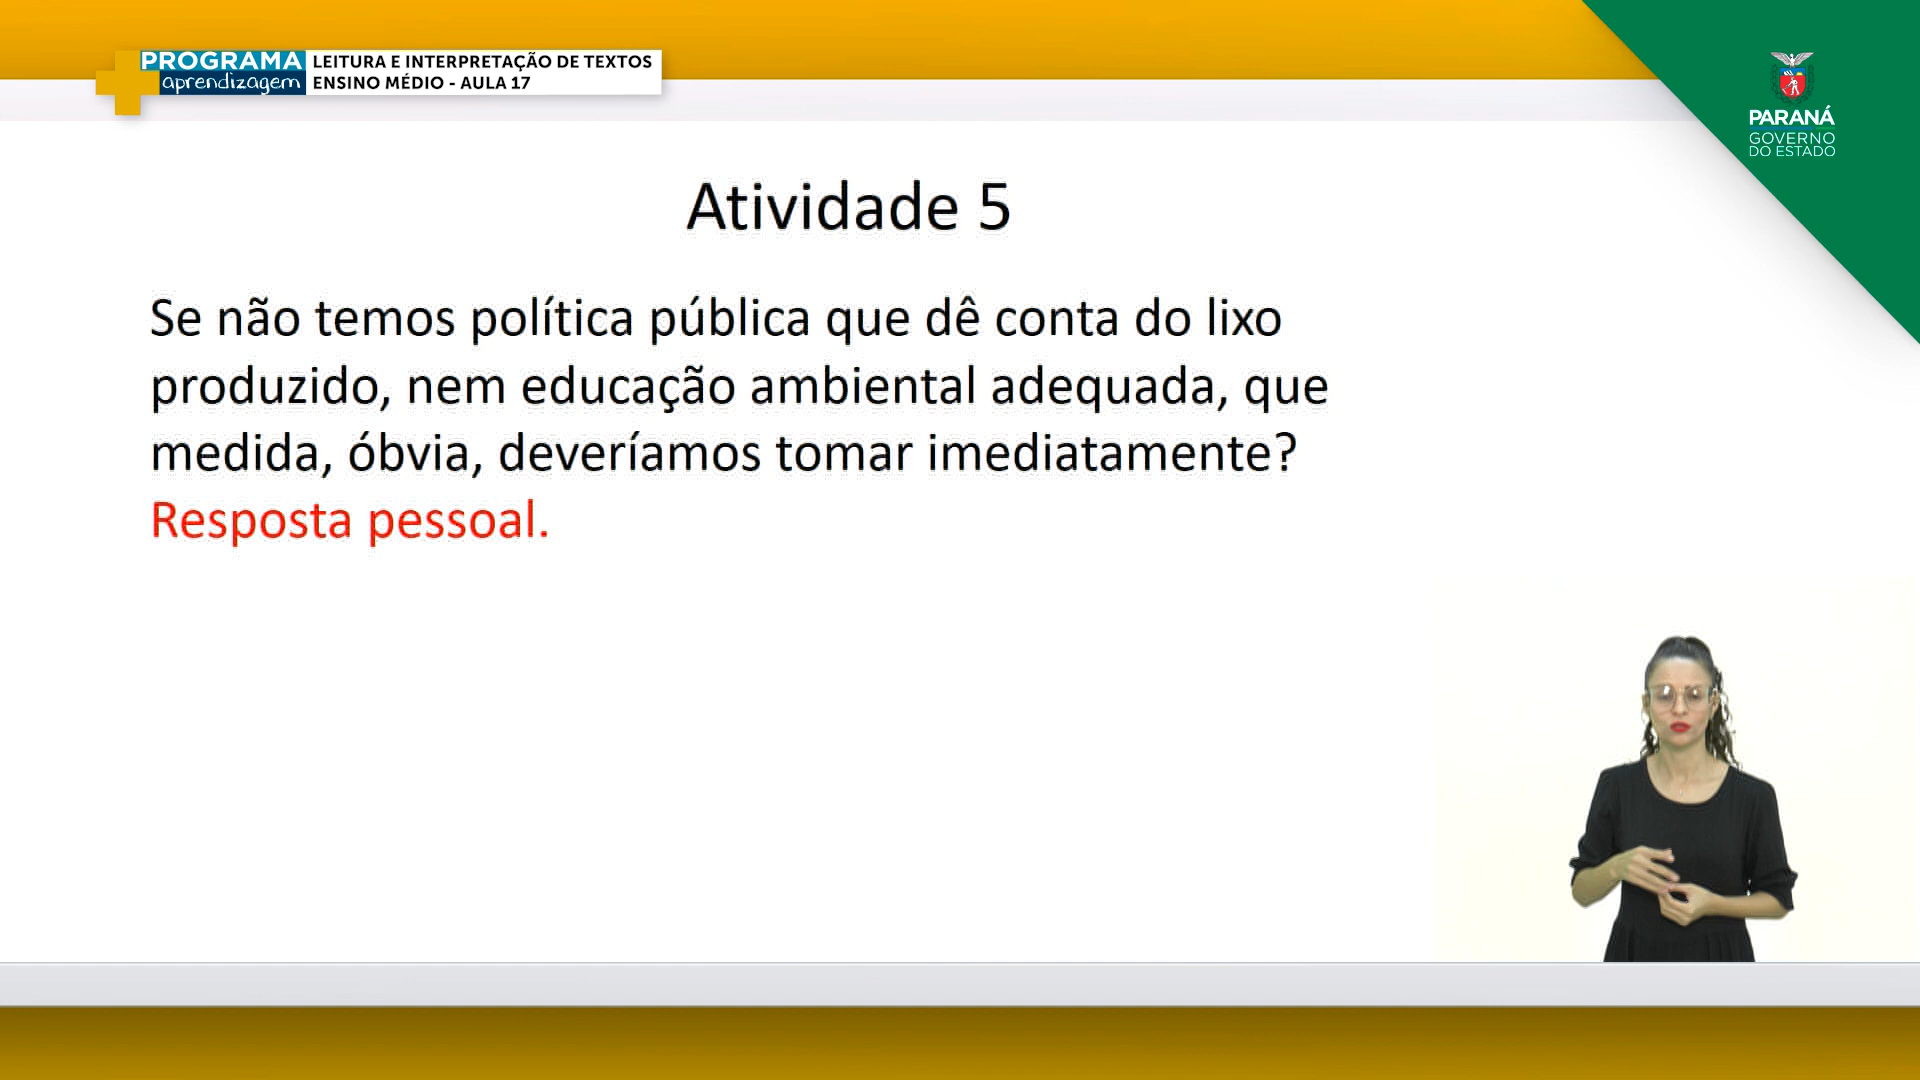 PROGRAMA
aprendizagem
LEITURA E INTERPRETAÇÃO DE TEXTOS
ENSINO MÉDIO - AULA 17
PARANÁ
GOVERNO
DO ESTADO
Atividade 5
Se não temos política pública que dê conta do lixo
produzido, nem educação ambiental adequada, que
medida, óbvia, deveríamos tomar imediatamente?
Resposta pessoal.